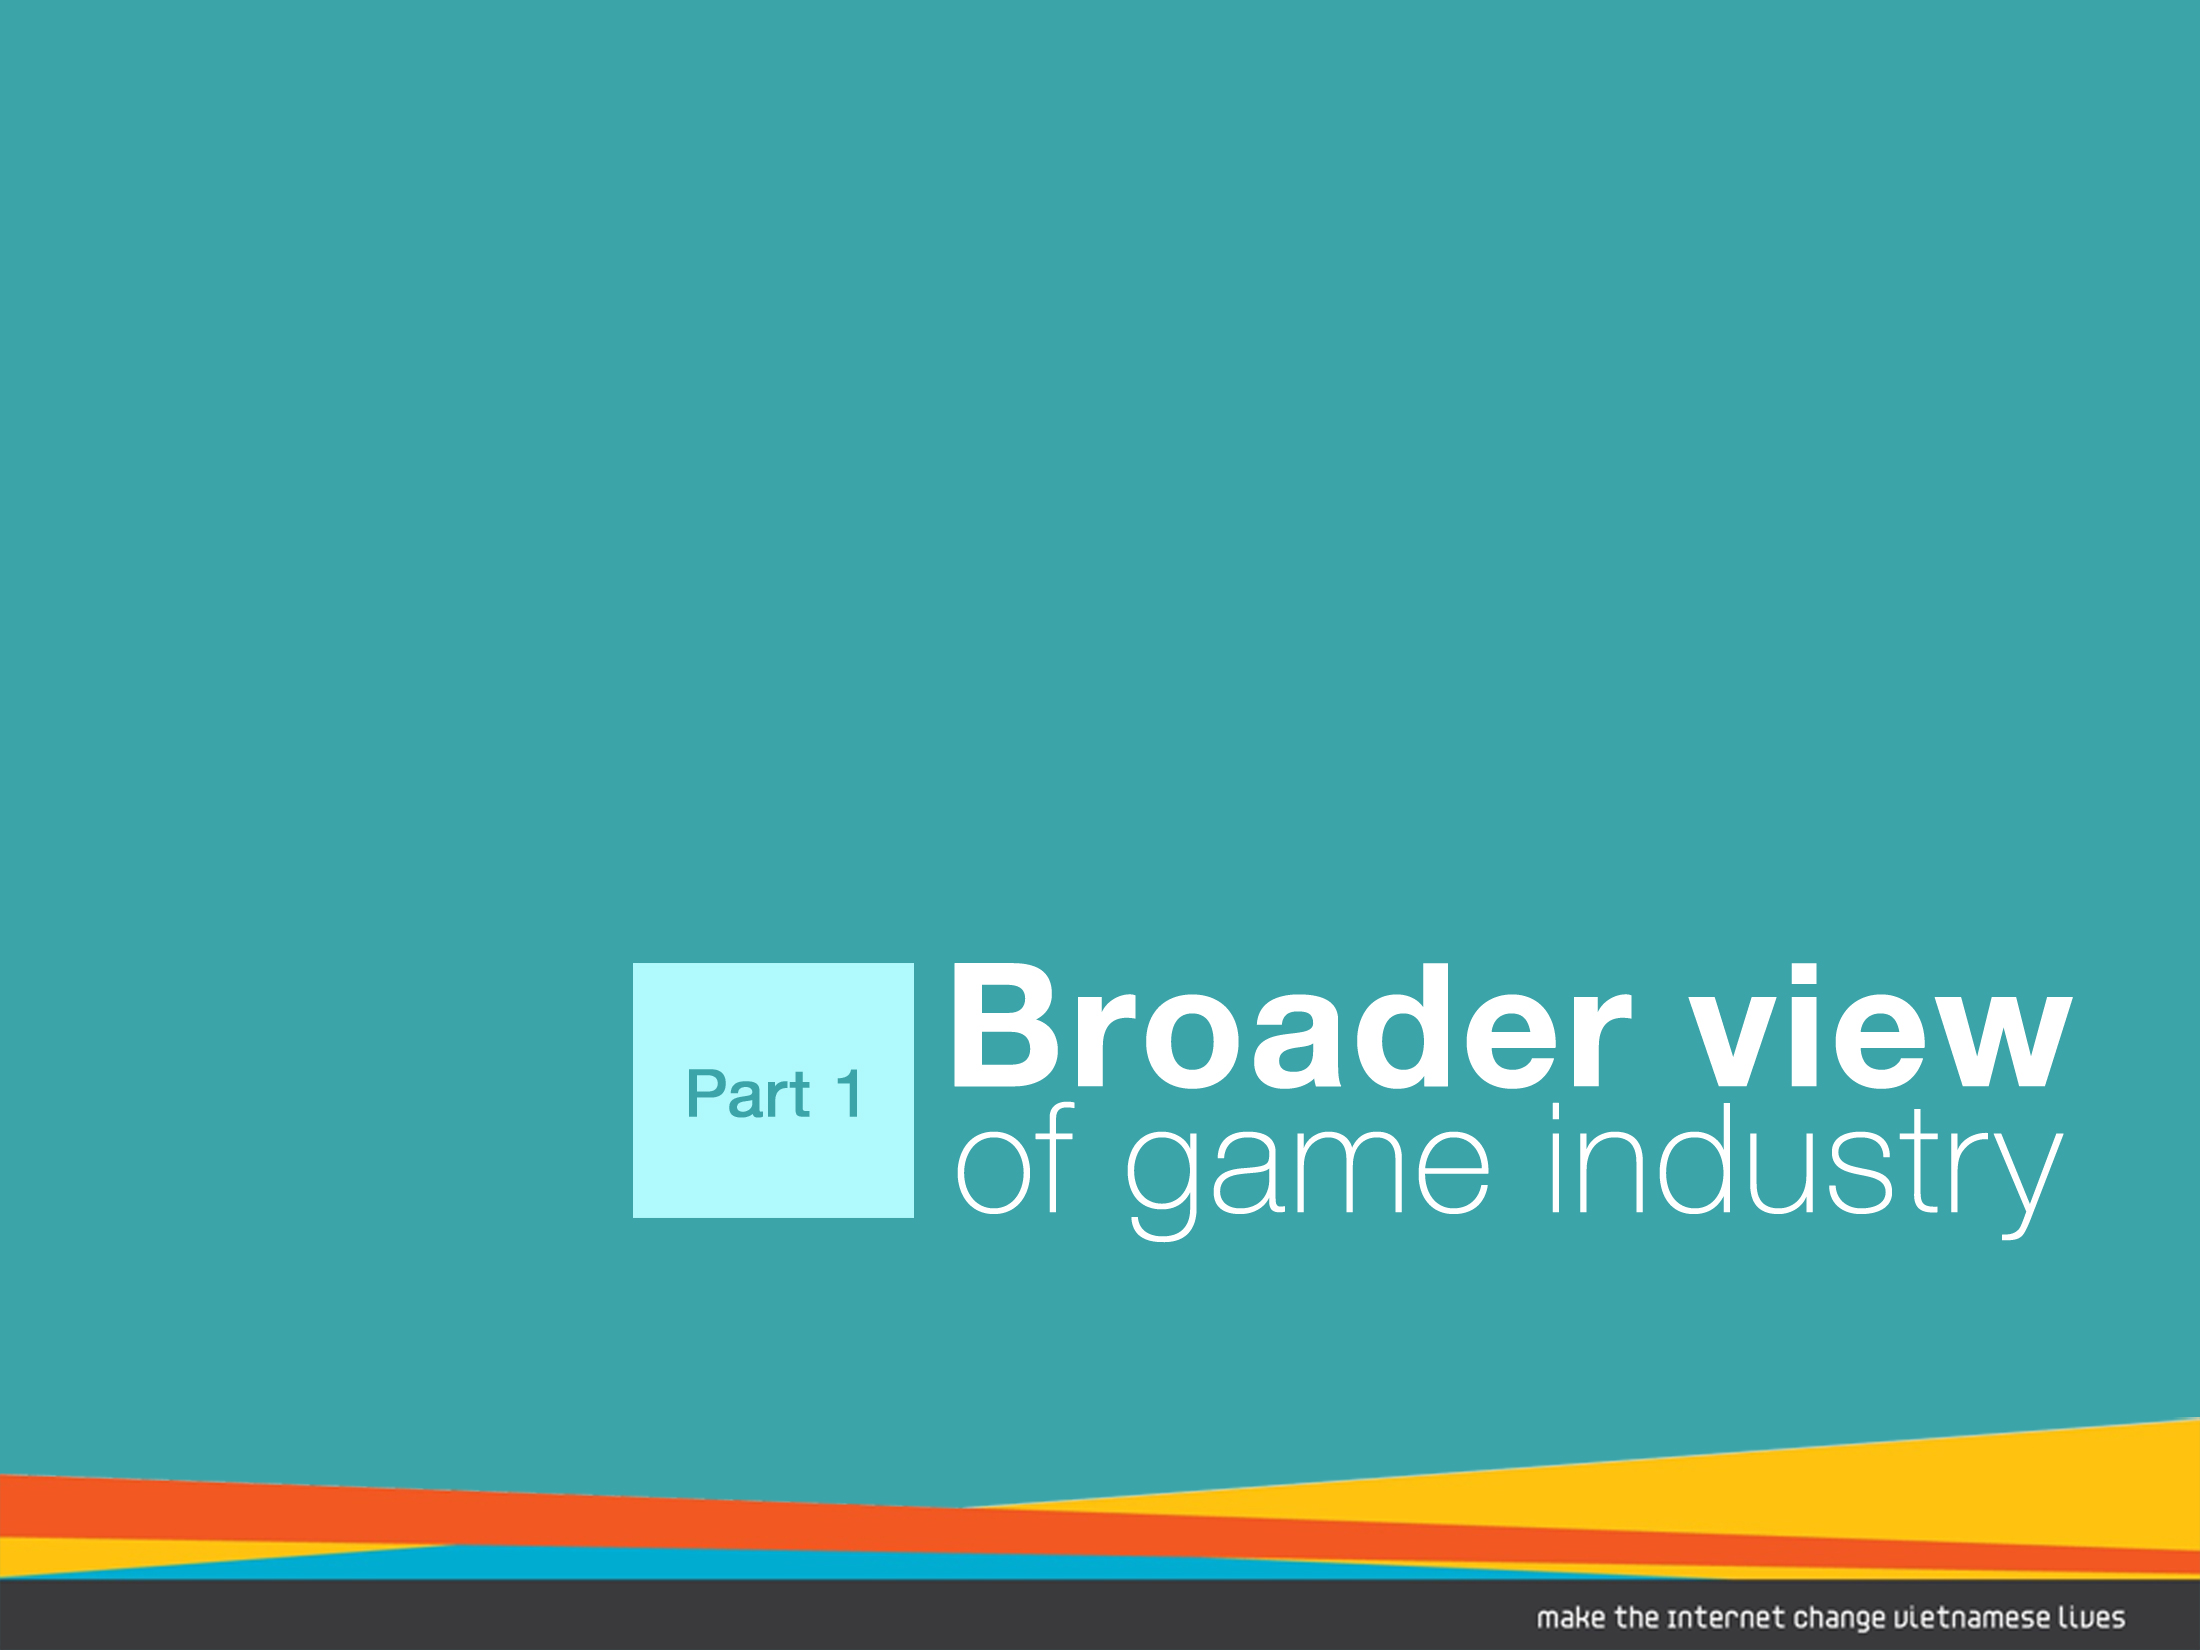 Part 1
Broader view
of game industry
make the Internet change vietnamese lives